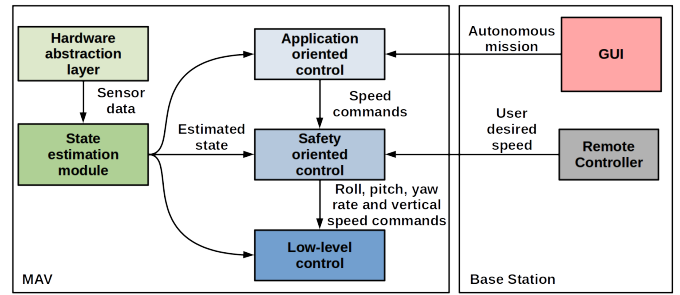 Hardware
abstraction
layer
Sensor
data
State
estimation
module
Estimated
state
Application
oriented
control
Speed
commands
Safety
oriented
control
Roll, pitch, yaw
rate and vertical
speed commands
Low-level
control
MAV
Autonomous
mission
GUI
User
desired
speed
Remote
Controller
Base Station